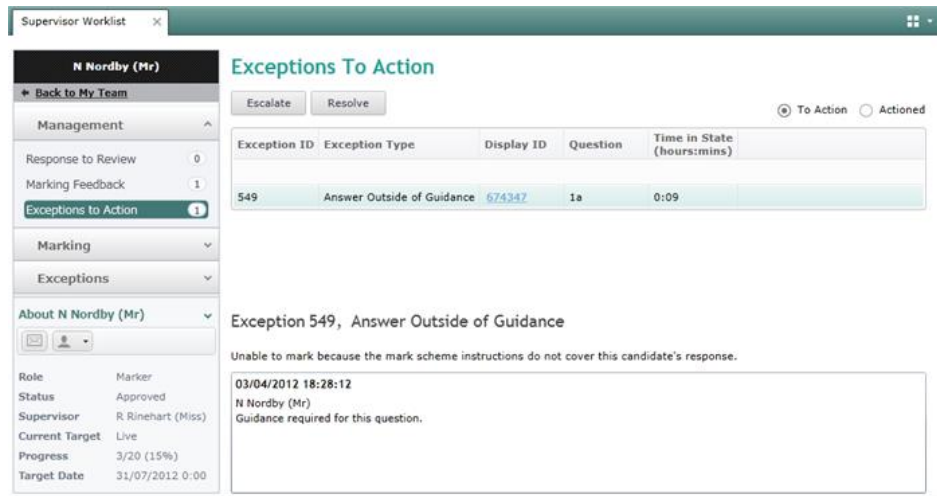 Supervisor Worklist
N Nordby (Mr)
Back to My Team
Management
Response to Review 0
Marking Feedback 1
Exceptions to Action 1
Marking
Exceptions
About N Nordby (Mr)
Role Marker
Status Approved
Supervisor R Rinehart (Miss)
Current Target Live
Progress 3/20 (15%)
Target Date 31/07/2012 0:00
Exceptions To Action
Escalate Resolve
To Action Actioned
Exception ID Exception Type Display ID Question Time in State
(hours:mins)
549 Answer Outside of Guidance 674347 1a 0:09
Exception 549, Answer Outside of Guidance
Unable to mark because the mark scheme instructions do not cover this candidate's response.
03/04/2012 18:28:12
N Nordby (Mr)
Guidance required for this question.